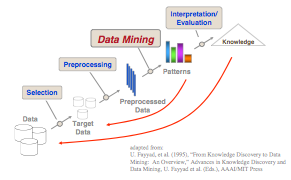 Interpretation/
Evaluation
Data Mining
Knowledge
Preprocessing
Patterns
Selection
Preprocessed
Data
Data
Target
Data
adapted from:
U. Fayyad, et al. (1995), "From Knowledge Discovery to Data
Mining: An Overview," Advances in Knowledge Discovery and
Data Mining, U. Fayyad et al. (Eds.), AAAI/MIT Press